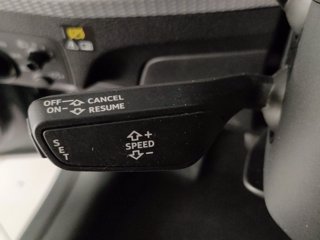 OFF CANCEL
ON RESUME
SET
+
SPEED
-